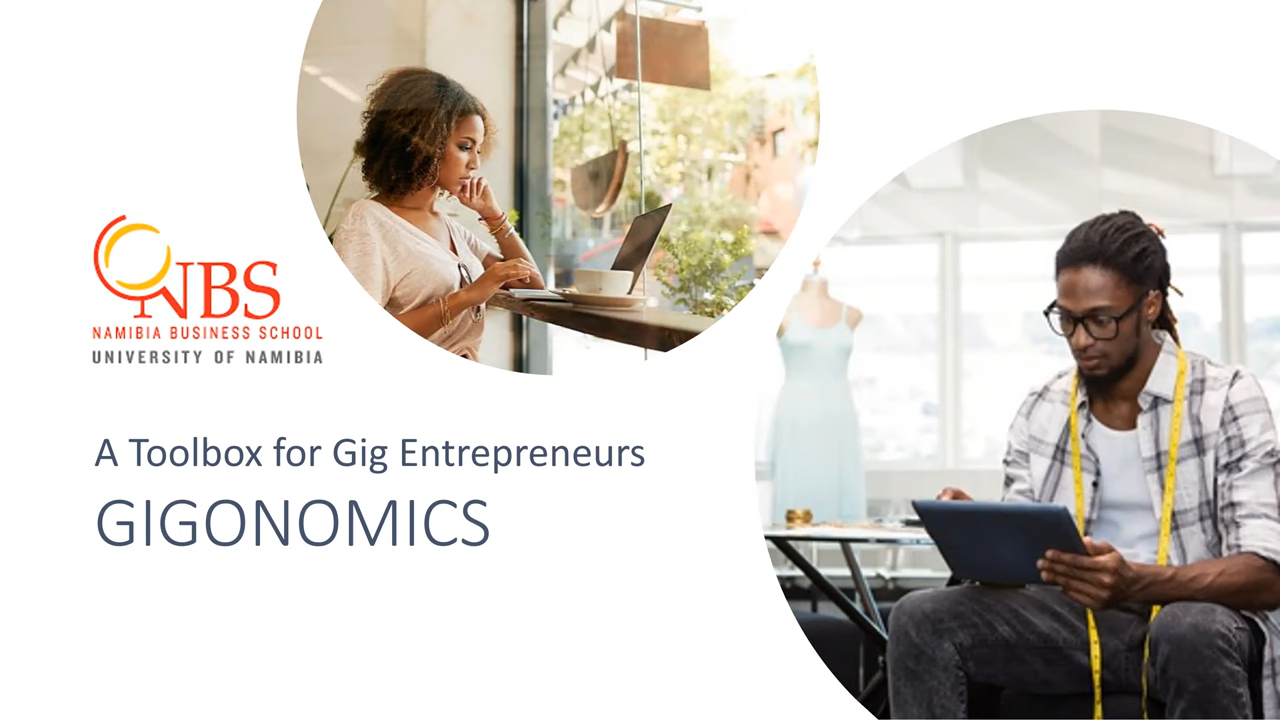 NBS
NAMIBIA BUSINESS SCHOOL
UNIVERSITY OF NAMIBIA
A Toolbox for Gig Entrepreneurs
GIGONOMICS